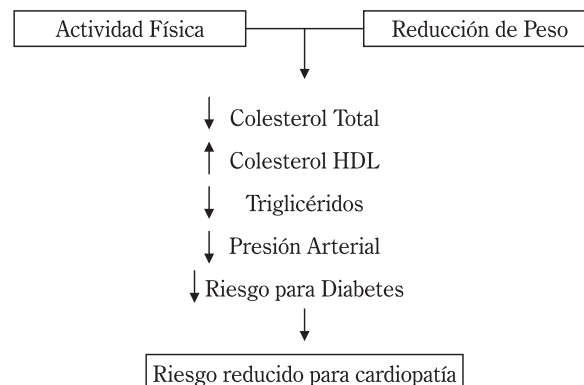 Actividad Física
Reducción de Peso
Colesterol Total
Colesterol HDL
Triglicéridos
Presión Arterial
Riesgo para Diabetes
Riesgo reducido para cardiopatía